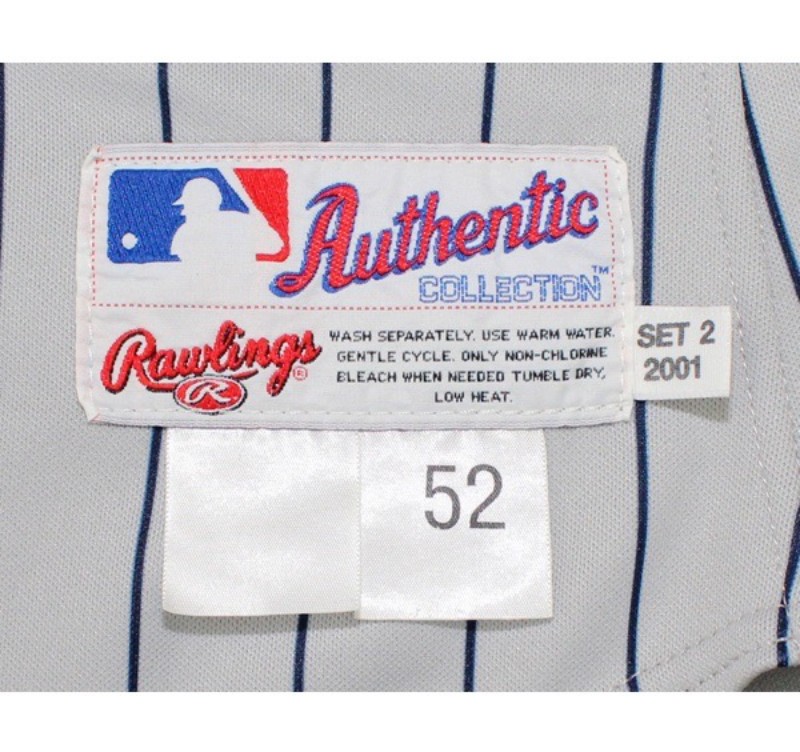 Authentic
COLLECTION™
Rawlings®
R
WASH SEPARATELY. USE WARM WATER.
GENTLE CYCLE. ONLY NON-CHLORINE
BLEACH WHEN NEEDED TUMBLE DRY,
LOW HEAT.
SET 2
2001
52